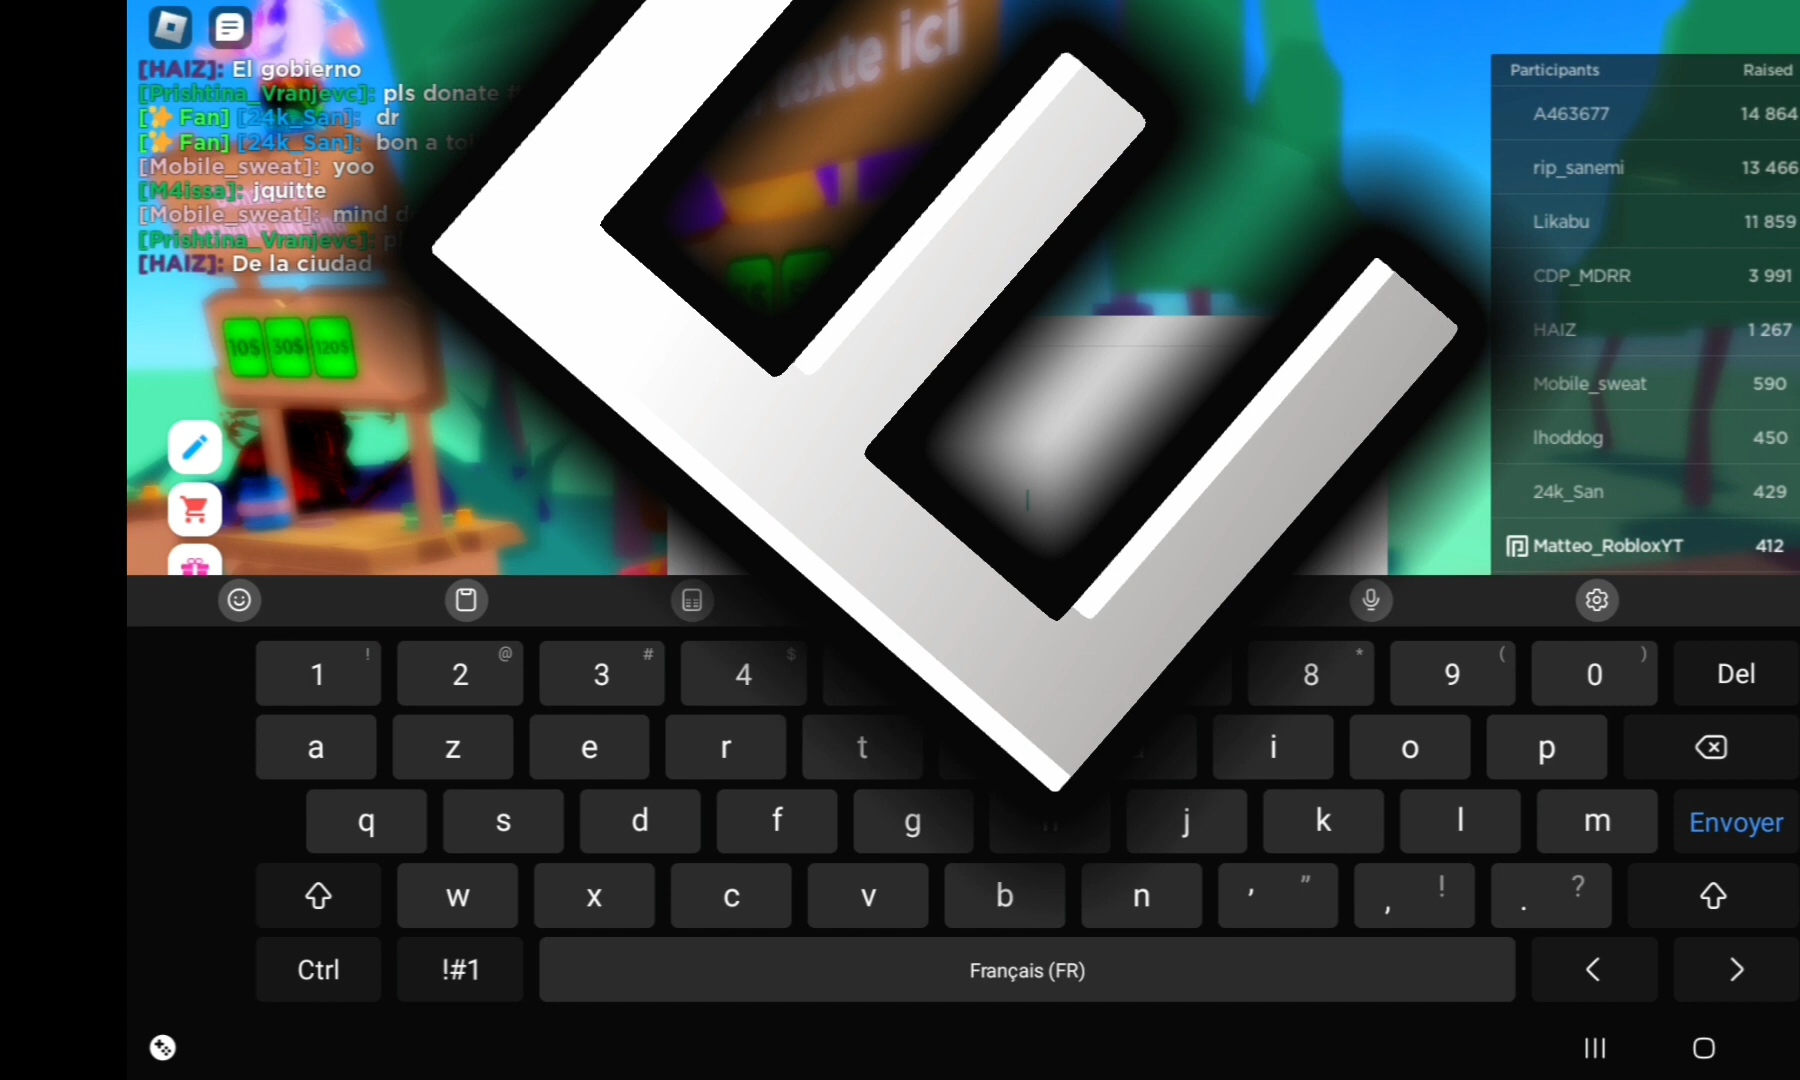 [HAIZ]: El gobierno
[Prishtina_Vranjevc]: pls donate #
[✨ Fan] [24k_San]: dr
[✨ Fan] [24k_San]: bon a toi
[Mobile_sweat]: yoo
[M4issa]: jquitte
[Mobile_sweat]: mind
[Prishtina_Vranjevc]:
[HAIZ]: De la ciudad
texte ici
10$ 30$ 120$
E
Participants Raised
A463677 14 864
rip_sanemi 13 466
Likabu 11 859
CDP_MDRR 3 991
HAIZ 1 267
Mobile_sweat 590
lhoddog 450
24k_San 429
Matteo_RobloxYT 412
1 ! 2 @ 3 # 4 $ 8 * 9 ( 0 ) Del
a z e r t i o p
q s d f g j k l m Envoyer
w x c v b n ' " , ! . ?
Ctrl !#1 Français (FR) < >